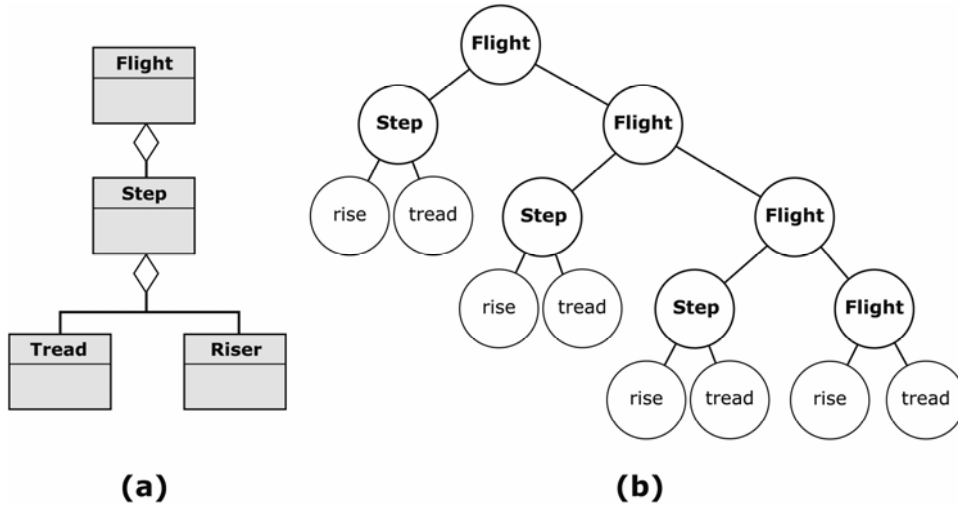 Flight
Step
Tread Riser
(a)
Flight
Step Flight
rise tread Step Flight
rise tread Step Flight
rise tread rise tread
(b)